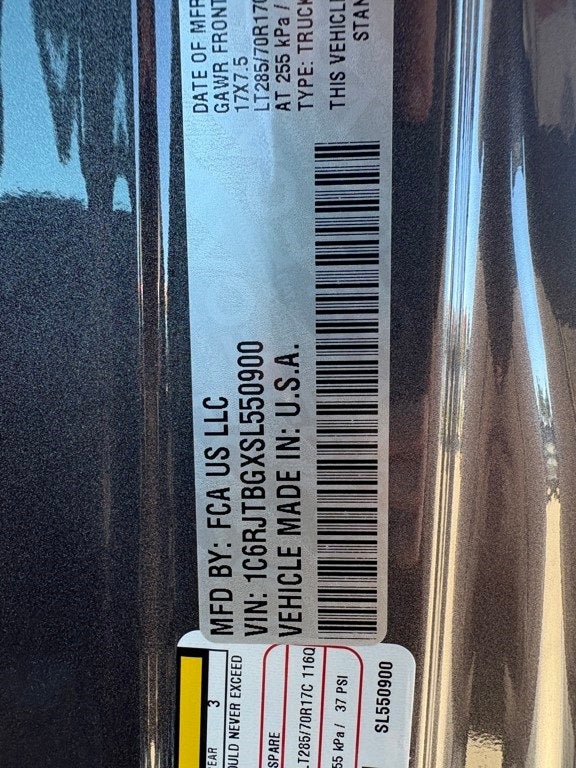 MFD BY: FCA US LLC
VIN: 1C6RJTBGXSL550900
VEHICLE MADE IN: U.S.A.
DATE OF MFR
GAWR FRONT
17X7.5
LT285/70R17C
AT 255 kPa /
TYPE: TRUCK
THIS VEHICLE
STAN
EAR 3
OULD NEVER EXCEED
SPARE
LT285/70R17C 116Q
55 kPa / 37 PSI
SL550900